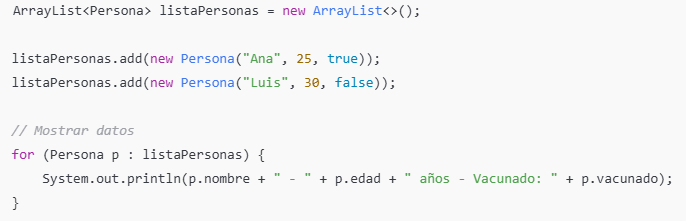 ArrayList<Persona> listaPersonas = new ArrayList<>();
listaPersonas.add(new Persona("Ana", 25, true));
listaPersonas.add(new Persona("Luis", 30, false));
// Mostrar datos
for (Persona p : listaPersonas) {
    System.out.println(p.nombre + " - " + p.edad + " años - Vacunado: " + p.vacunado);
}